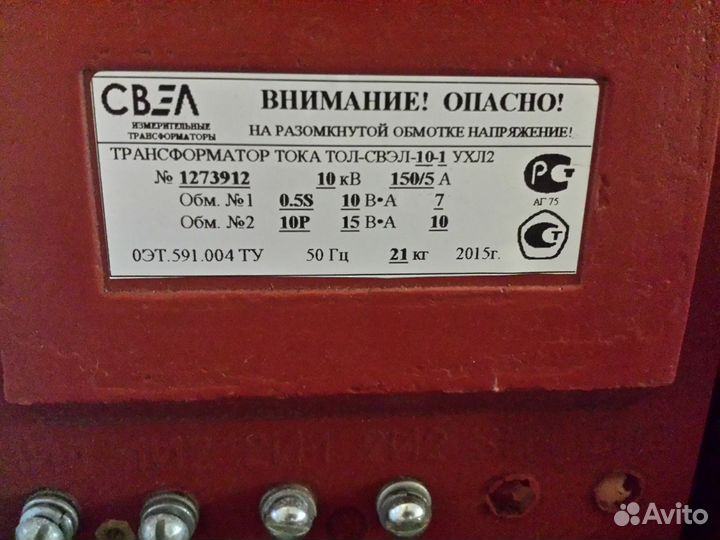 СВЭЛ
ИЗМЕРИТЕЛЬНЫЕ
ТРАНСФОРМАТОРЫ
ВНИМАНИЕ! ОПАСНО!
НА РАЗОМКНУТОЙ ОБМОТКЕ НАПРЯЖЕНИЕ!
ТРАНСФОРМАТОР ТОКА ТОЛ-СВЭЛ-10-1 УХЛ2
№ 1273912 10 кВ 150/5 А
Обм. №1 0.5S 10 В•А 7
Обм. №2 10Р 15 В•А 10
РСТ
АГ 75
0ЭТ.591.004 ТУ 50 Гц 21 кг 2015г.
Avito